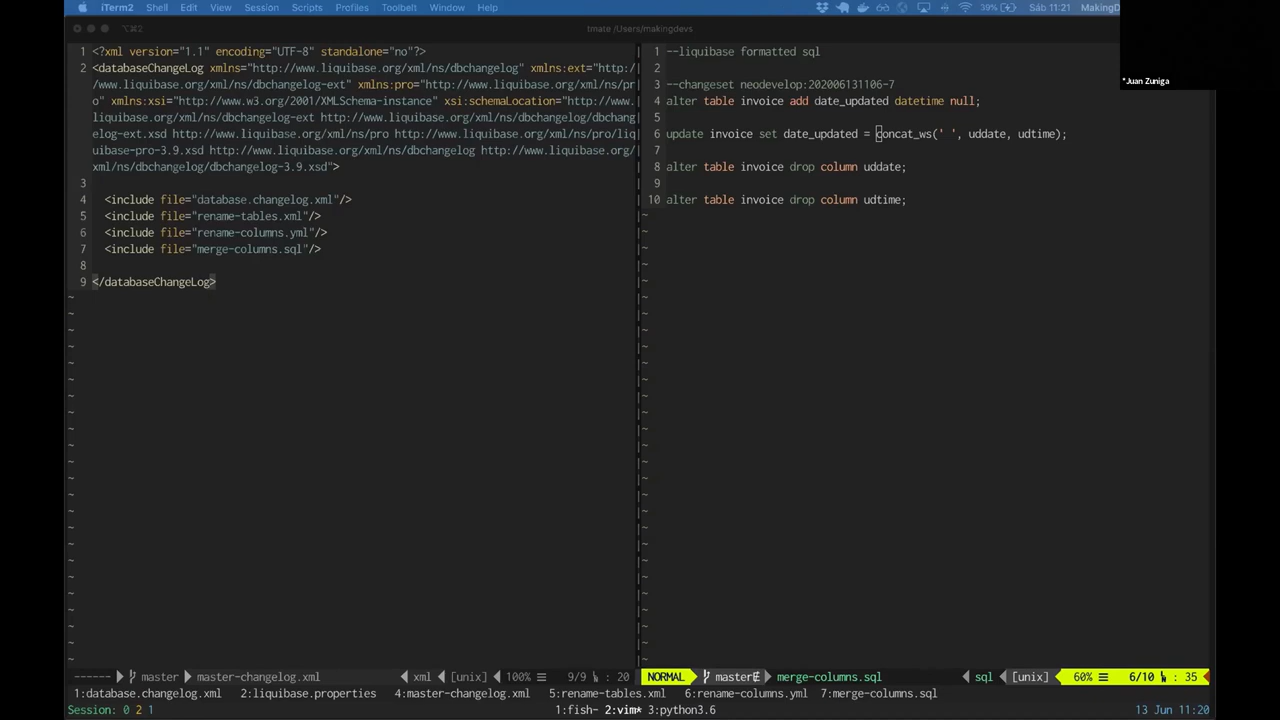 iTerm2 Shell Edit View Session Scripts Profiles Toolbelt Window Help 39% Sáb 11:21 MakingD
⌥⌘2 tmate /Users/makingdevs
*Juan Zuniga
1 <?xml version="1.1" encoding="UTF-8" standalone="no"?>
2 <databaseChangeLog xmlns="http://www.liquibase.org/xml/ns/dbchangelog" xmlns:ext="http:/
/www.liquibase.org/xml/ns/dbchangelog-ext" xmlns:pro="http://www.liquibase.org/xml/ns/pr
o" xmlns:xsi="http://www.w3.org/2001/XMLSchema-instance" xsi:schemaLocation="http://www.
liquibase.org/xml/ns/dbchangelog-ext http://www.liquibase.org/xml/ns/dbchangelog/dbchang
elog-ext.xsd http://www.liquibase.org/xml/ns/pro http://www.liquibase.org/xml/ns/pro/liq
uibase-pro-3.9.xsd http://www.liquibase.org/xml/ns/dbchangelog http://www.liquibase.org/
xml/ns/dbchangelog/dbchangelog-3.9.xsd">
3
4 <include file="database.changelog.xml"/>
5 <include file="rename-tables.xml"/>
6 <include file="rename-columns.yml"/>
7 <include file="merge-columns.sql"/>
8
9 </databaseChangeLog>
1 --liquibase formatted sql
2
3 --changeset neodevelop:202006131106-7
4 alter table invoice add date_updated datetime null;
5
6 update invoice set date_updated = concat_ws(' ', uddate, udtime);
7
8 alter table invoice drop column uddate;
9
10 alter table invoice drop column udtime;
------ master master-changelog.xml xml [unix] 100% 9/9 : 20
NORMAL master merge-columns.sql sql [unix] 60% 6/10 : 35
1:database.changelog.xml 2:liquibase.properties 4:master-changelog.xml 5:rename-tables.xml 6:rename-columns.yml 7:merge-columns.sql
Session: 0 2 1 1:fish- 2:vim* 3:python3.6 13 Jun 11:20